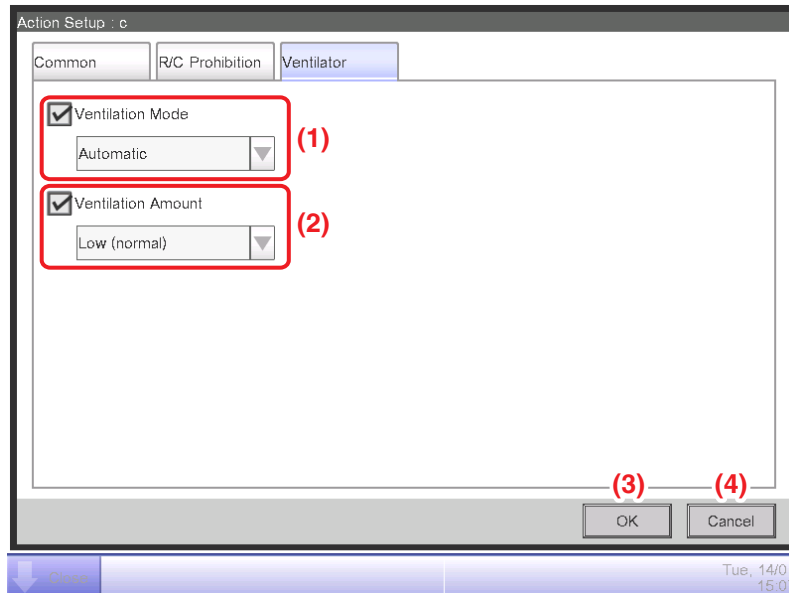 Action Setup : c
Common R/C Prohibition Ventilator
Ventilation Mode
Automatic
(1)
Ventilation Amount
Low (normal)
(2)
(3) (4)
OK Cancel
Close
Tue, 14/0
15:0